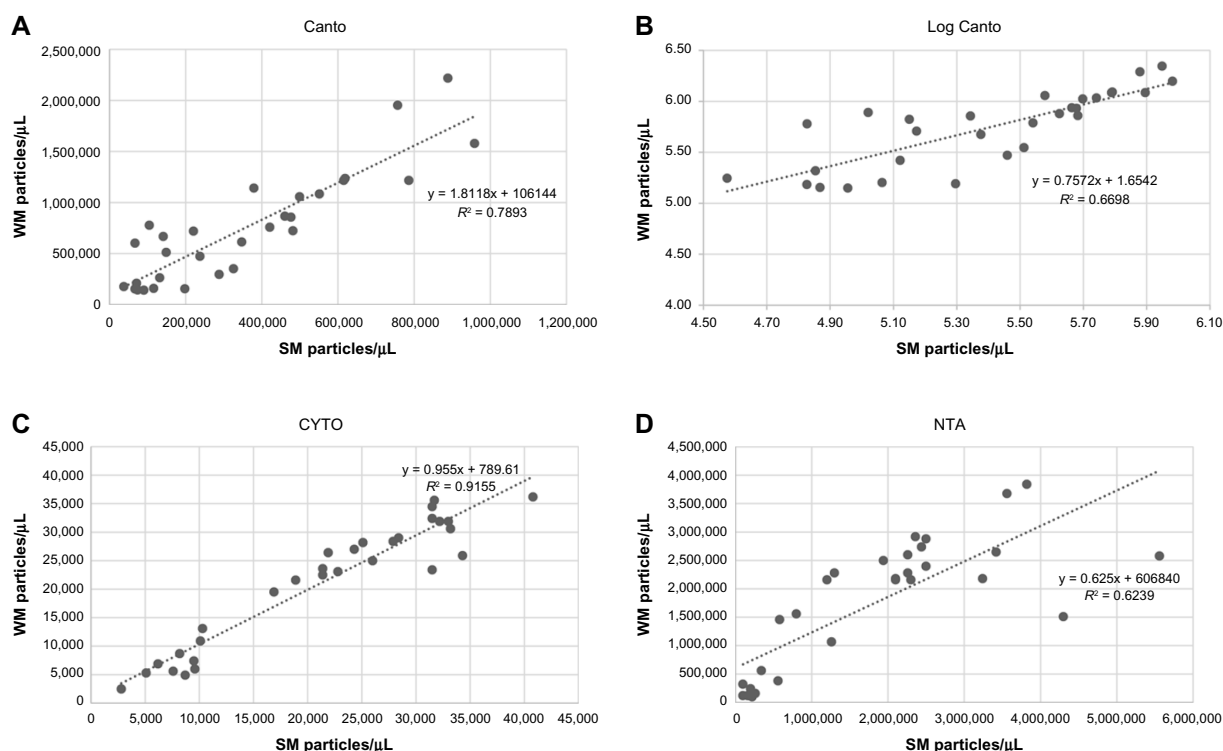 A
Canto
2,500,000
2,000,000
1,500,000
1,000,000
500,000
0
WM particles/μL
y = 1.8118x + 106144
R² = 0.7893
0 200,000 400,000 600,000 800,000 1,000,000 1,200,000
SM particles/μL
B
Log Canto
6.50
6.00
5.50
5.00
4.50
4.00
WM particles/μL
y = 0.7572x + 1.6542
R² = 0.6698
4.50 4.70 4.90 5.10 5.30 5.50 5.70 5.90 6.10
SM particles/μL
C
CYTO
45,000
40,000
35,000
30,000
25,000
20,000
15,000
10,000
5,000
0
WM particles/μL
y = 0.955x + 789.61
R² = 0.9155
0 5,000 10,000 15,000 20,000 25,000 30,000 35,000 40,000 45,000
SM particles/μL
D
NTA
4,500,000
4,000,000
3,500,000
3,000,000
2,500,000
2,000,000
1,500,000
1,000,000
500,000
0
WM particles/μL
y = 0.625x + 606840
R² = 0.6239
0 1,000,000 2,000,000 3,000,000 4,000,000 5,000,000 6,000,000
SM particles/μL